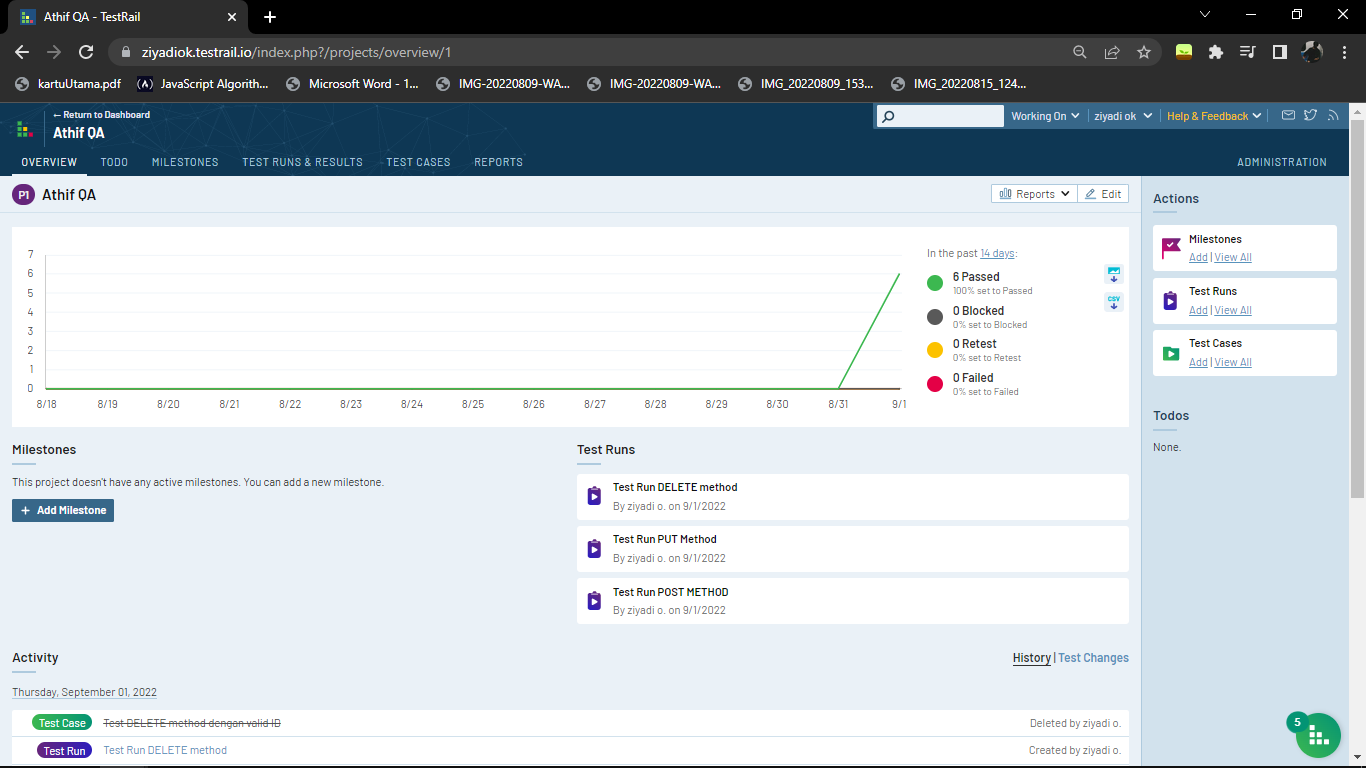 Athif QA - TestRail
ziyadiok.testrail.io/index.php?/projects/overview/1
kartuUtama.pdf
JavaScript Algorith...
Microsoft Word - 1...
IMG-20220809-WA...
IMG-20220809-WA...
IMG_20220809_153...
IMG_20220815_124...
← Return to Dashboard
Athif QA
Working On
ziyadi ok
Help & Feedback
OVERVIEW
TODO
MILESTONES
TEST RUNS & RESULTS
TEST CASES
REPORTS
ADMINISTRATION
P1 Athif QA
Reports
Edit
7
6
5
4
3
2
1
0
8/18 8/19 8/20 8/21 8/22 8/23 8/24 8/25 8/26 8/27 8/28 8/29 8/30 8/31 9/1
In the past 14 days:
6 Passed
100% set to Passed
0 Blocked
0% set to Blocked
0 Retest
0% set to Retest
0 Failed
0% set to Failed
CSV
Milestones
This project doesn't have any active milestones. You can add a new milestone.
+ Add Milestone
Test Runs
Test Run DELETE method
By ziyadi o. on 9/1/2022
Test Run PUT Method
By ziyadi o. on 9/1/2022
Test Run POST METHOD
By ziyadi o. on 9/1/2022
Activity
History | Test Changes
Thursday, September 01, 2022
Test Case Test DELETE method dengan valid ID Deleted by ziyadi o.
Test Run Test Run DELETE method Created by ziyadi o.
Actions
Milestones
Add | View All
Test Runs
Add | View All
Test Cases
Add | View All
Todos
None.
5